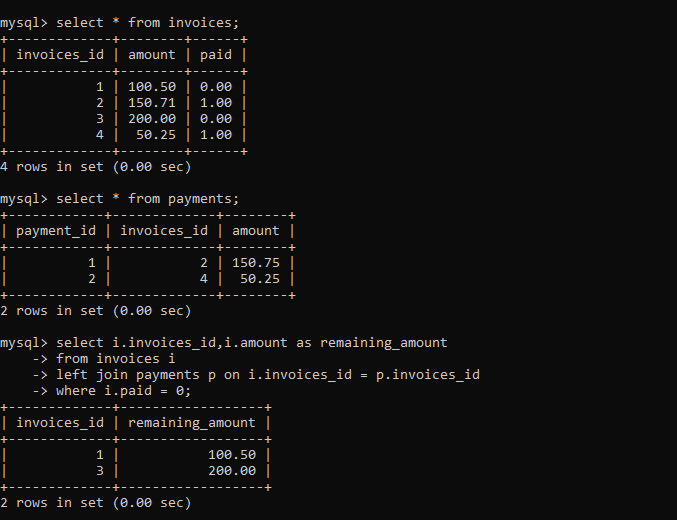 mysql> select * from invoices;
+-------------+--------+------+
| invoices_id | amount | paid |
+-------------+--------+------+
|           1 | 100.50 | 0.00 |
|           2 | 150.71 | 1.00 |
|           3 | 200.00 | 0.00 |
|           4 |  50.25 | 1.00 |
+-------------+--------+------+
4 rows in set (0.00 sec)

mysql> select * from payments;
+------------+-------------+--------+
| payment_id | invoices_id | amount |
+------------+-------------+--------+
|          1 |           2 | 150.75 |
|          2 |           4 |  50.25 |
+------------+-------------+--------+
2 rows in set (0.00 sec)

mysql> select i.invoices_id,i.amount as remaining_amount
    -> from invoices i
    -> left join payments p on i.invoices_id = p.invoices_id
    -> where i.paid = 0;
+-------------+------------------+
| invoices_id | remaining_amount |
+-------------+------------------+
|           1 |           100.50 |
|           3 |           200.00 |
+-------------+------------------+
2 rows in set (0.00 sec)